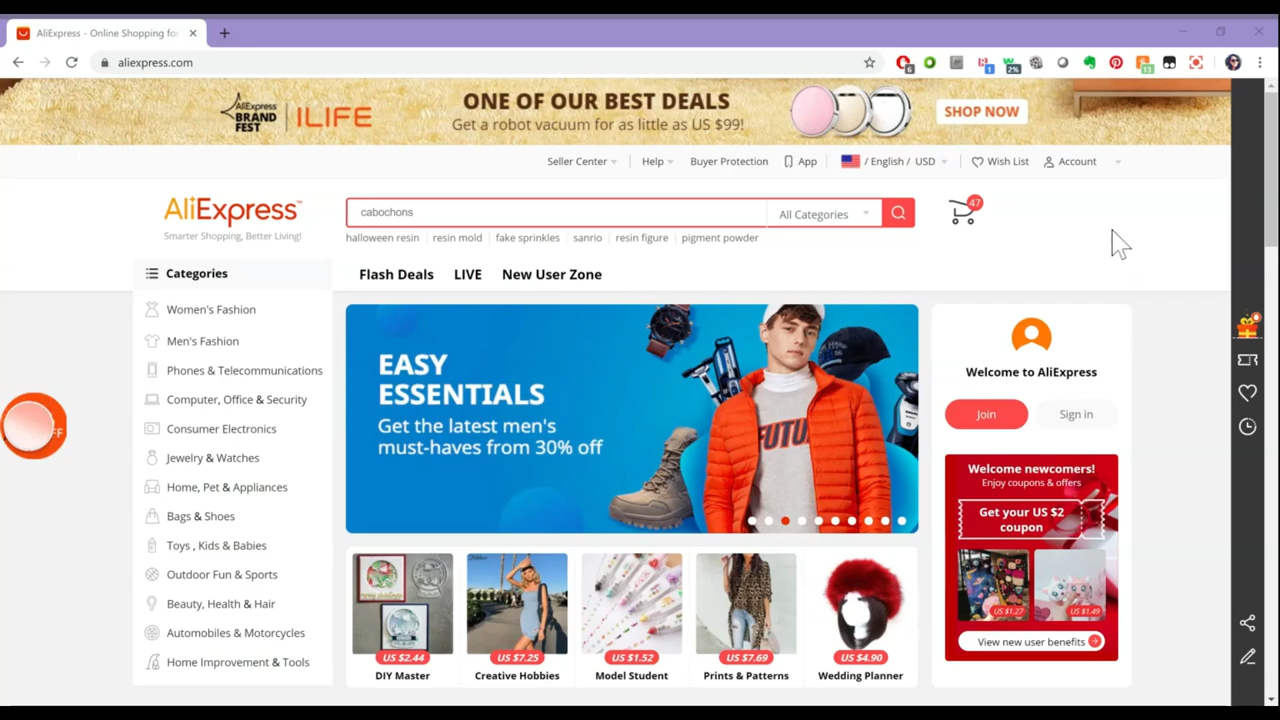 AliExpress - Online Shopping for
aliexpress.com
6
1
2%
13
AliExpress
BRAND
FEST
ILIFE
ONE OF OUR BEST DEALS
Get a robot vacuum for as little as US $99!
SHOP NOW
Seller Center
Help
Buyer Protection
App
/ English / USD
Wish List
Account
AliExpress™
Smarter Shopping, Better Living!
cabochons
All Categories
47
halloween resin
resin mold
fake sprinkles
sanrio
resin figure
pigment powder
Categories
Flash Deals
LIVE
New User Zone
Women's Fashion
Men's Fashion
Phones & Telecommunications
Computer, Office & Security
Consumer Electronics
Jewelry & Watches
Home, Pet & Appliances
Bags & Shoes
Toys , Kids & Babies
Outdoor Fun & Sports
Beauty, Health & Hair
Automobiles & Motorcycles
Home Improvement & Tools
EASY
ESSENTIALS
Get the latest men's
must-haves from 30% off
FUTU
Welcome to AliExpress
Join
Sign in
Welcome newcomers!
Enjoy coupons & offers
Get your US $2
coupon
US $1.27
US $1.49
View new user benefits
US $2.44
DIY Master
US $7.25
Creative Hobbies
US $1.52
Model Student
US $7.69
Prints & Patterns
US $4.90
Wedding Planner